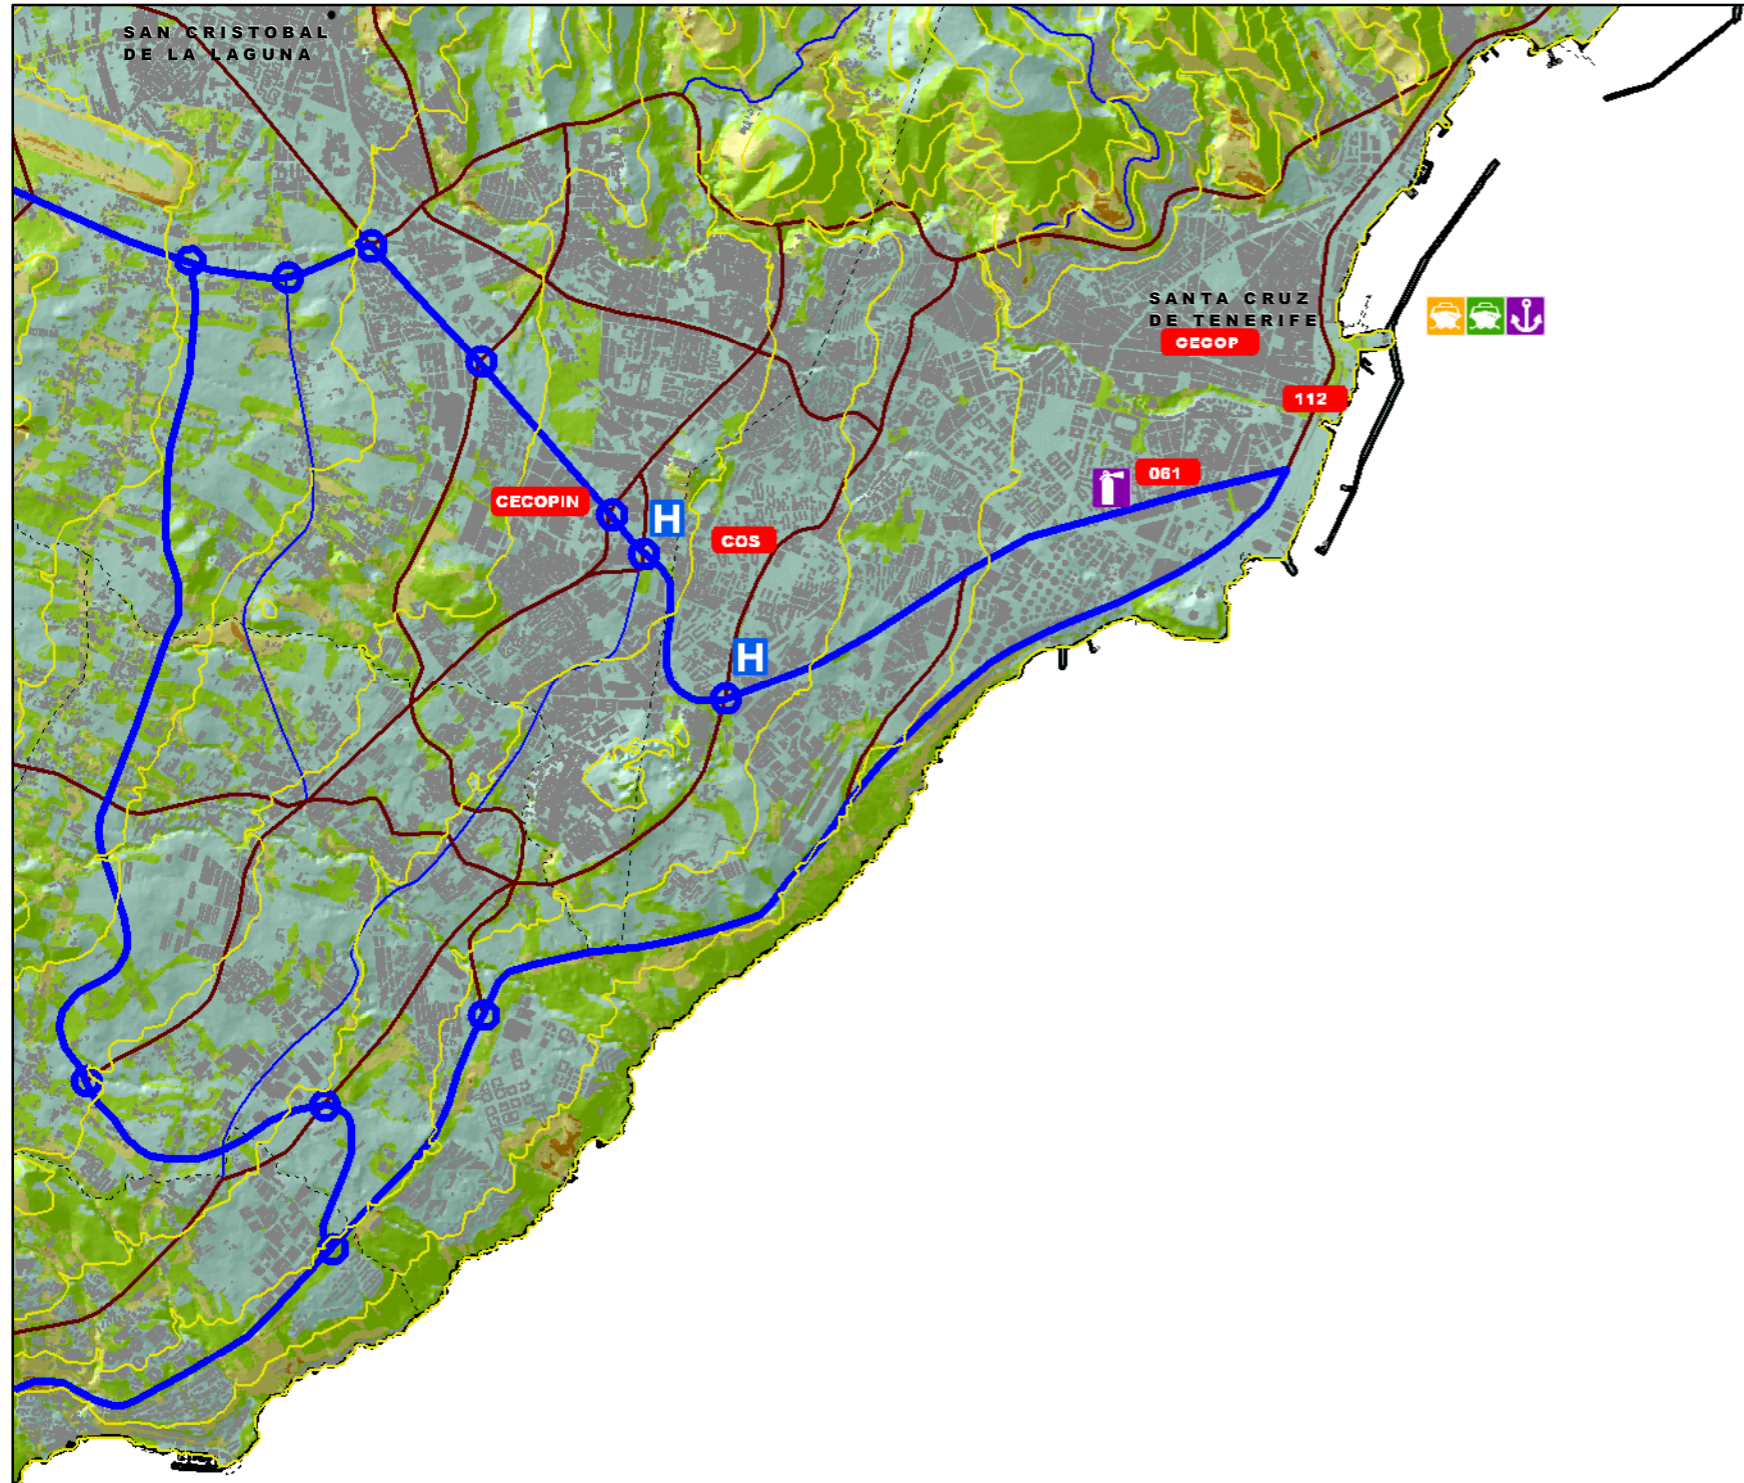 SAN CRISTOBAL
DE LA LAGUNA
SANTA CRUZ
DE TENERIFE
CECOP
112
061
CECOPIN
H
COS
H